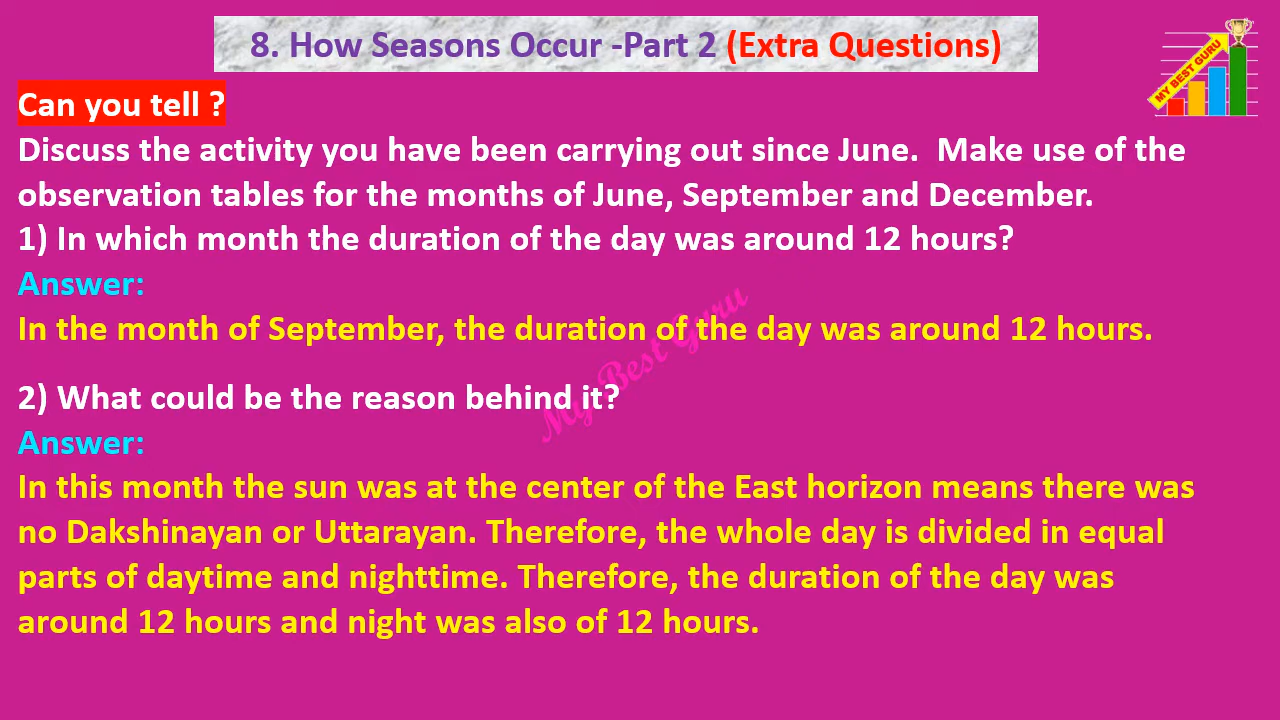 8. How Seasons Occur -Part 2 (Extra Questions)
MY BEST GURU
Can you tell ?
Discuss the activity you have been carrying out since June.  Make use of the
observation tables for the months of June, September and December.
1) In which month the duration of the day was around 12 hours?
Answer:
In the month of September, the duration of the day was around 12 hours.
My Best Guru
2) What could be the reason behind it?
Answer:
In this month the sun was at the center of the East horizon means there was
no Dakshinayan or Uttarayan. Therefore, the whole day is divided in equal
parts of daytime and nighttime. Therefore, the duration of the day was
around 12 hours and night was also of 12 hours.